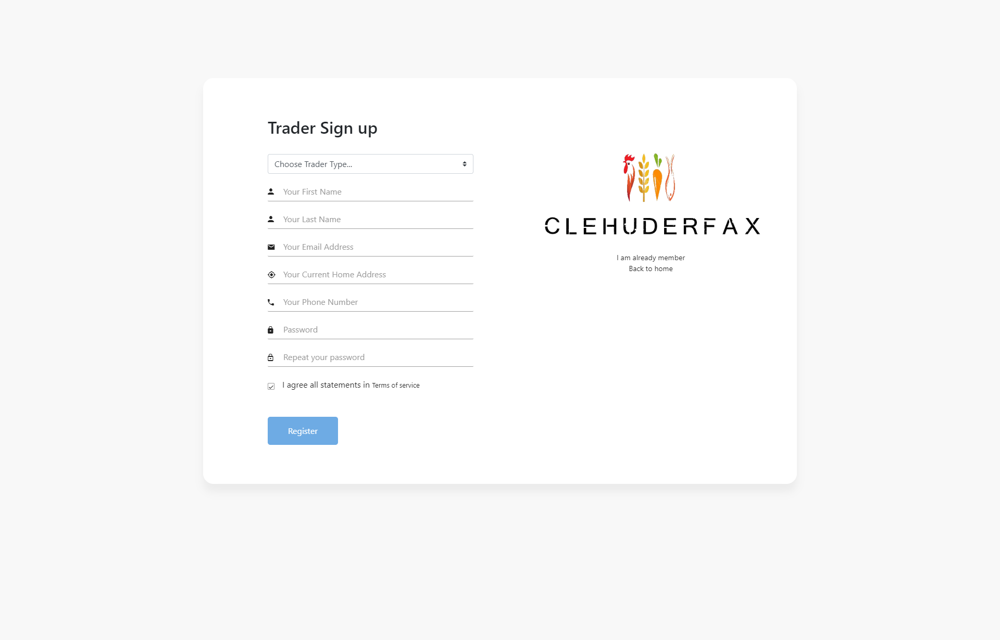 Trader Sign up
Choose Trader Type...
Your First Name
Your Last Name
Your Email Address
Your Current Home Address
Your Phone Number
Password
Repeat your password
I agree all statements in Terms of service
Register
CLEHUDERFAX
I am already member
Back to home